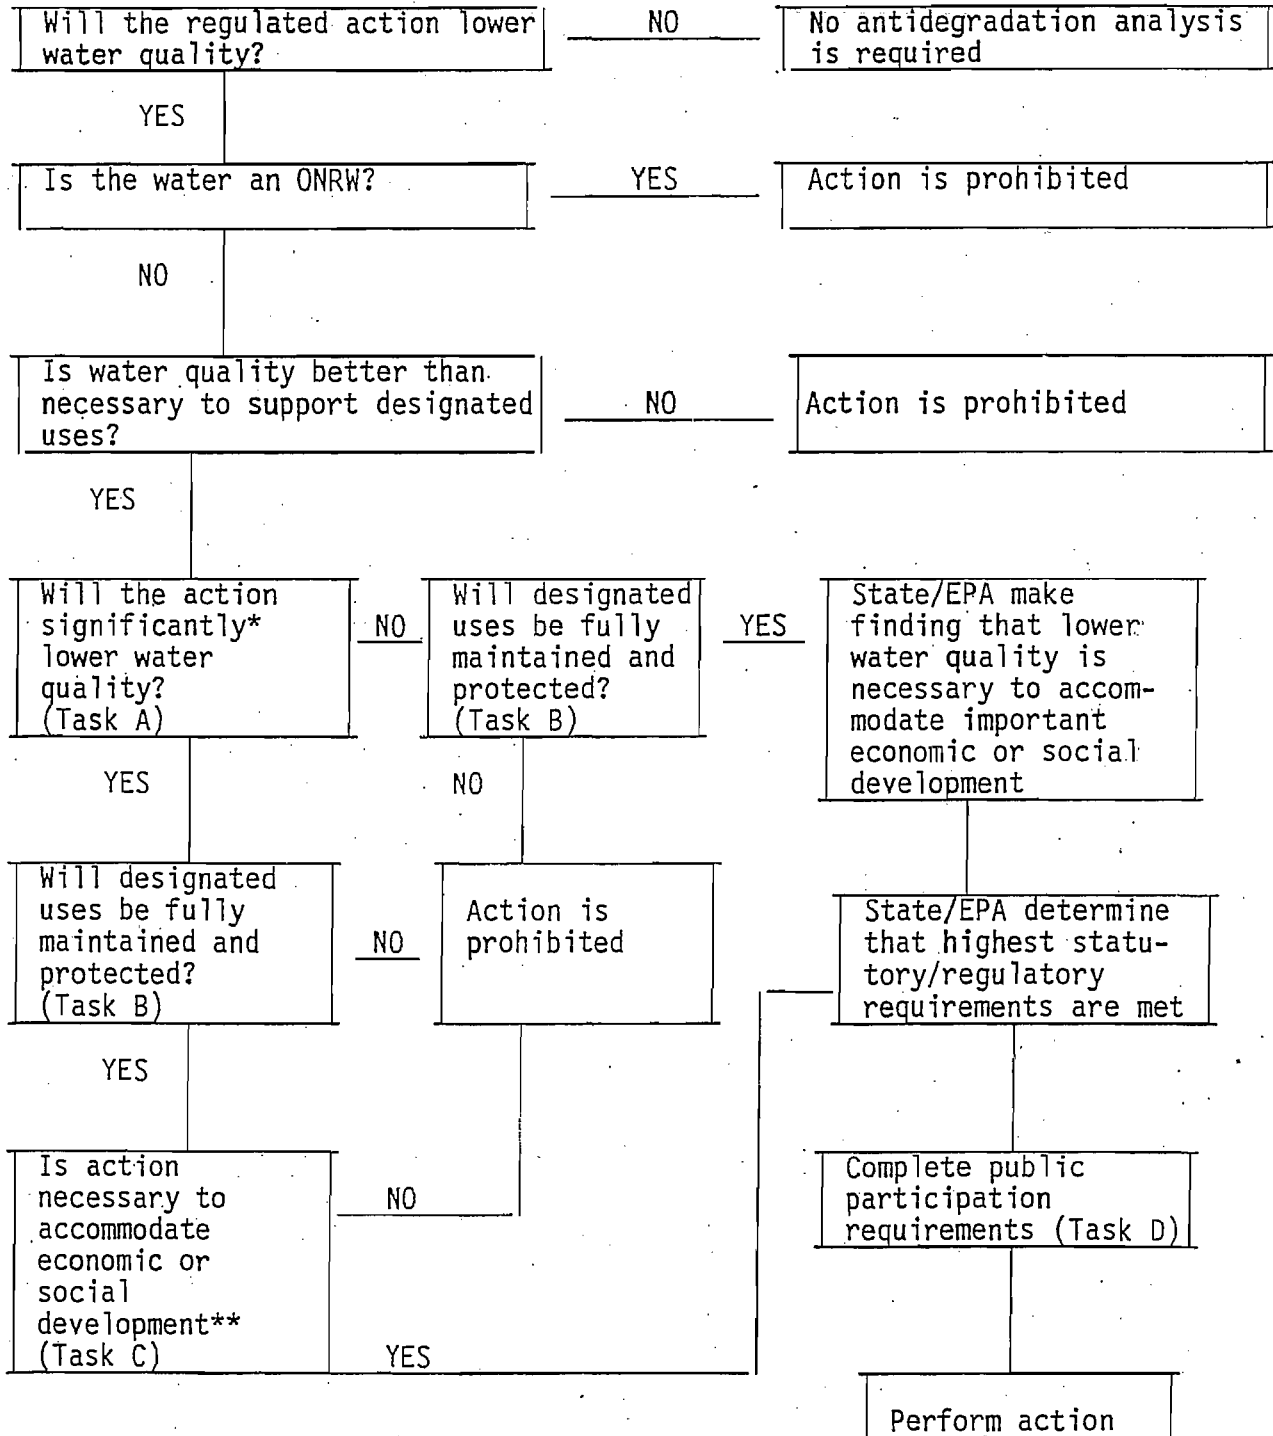 Will the regulated action lower
water quality?
NO
No antidegradation analysis
is required
YES
Is the water an ONRW?
YES
Action is prohibited
NO
Is water quality better than
necessary to support designated
uses?
NO
Action is prohibited
YES
Will the action
significantly*
lower water
quality?
(Task A)
NO
Will designated
uses be fully
maintained and
protected?
(Task B)
YES
State/EPA make
finding that lower
water quality is
necessary to accom-
modate important
economic or social
development
YES
NO
Will designated
uses be fully
maintained and
protected?
(Task B)
NO
Action is
prohibited
State/EPA determine
that highest statu-
tory/regulatory
requirements are met
YES
Is action
necessary to
accommodate
economic or
social
development**
(Task C)
NO
YES
Complete public
participation
requirements (Task D)
Perform action